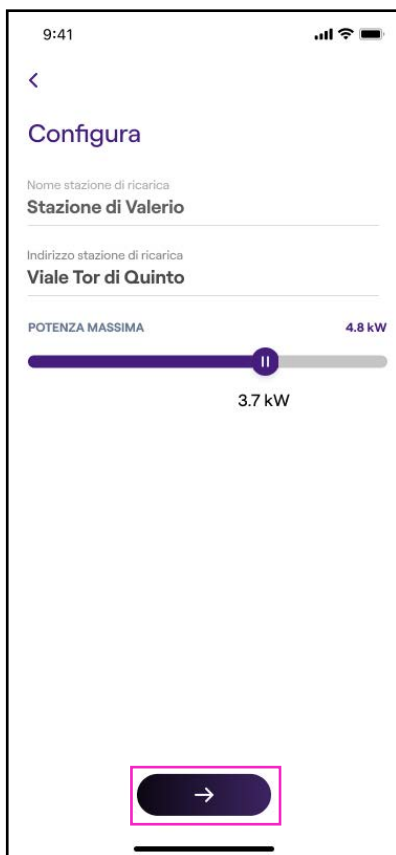 9:41
Configura
Nome stazione di ricarica
Stazione di Valerio
Indirizzo stazione di ricarica
Viale Tor di Quinto
POTENZA MASSIMA 4.8 kW
3.7 kW